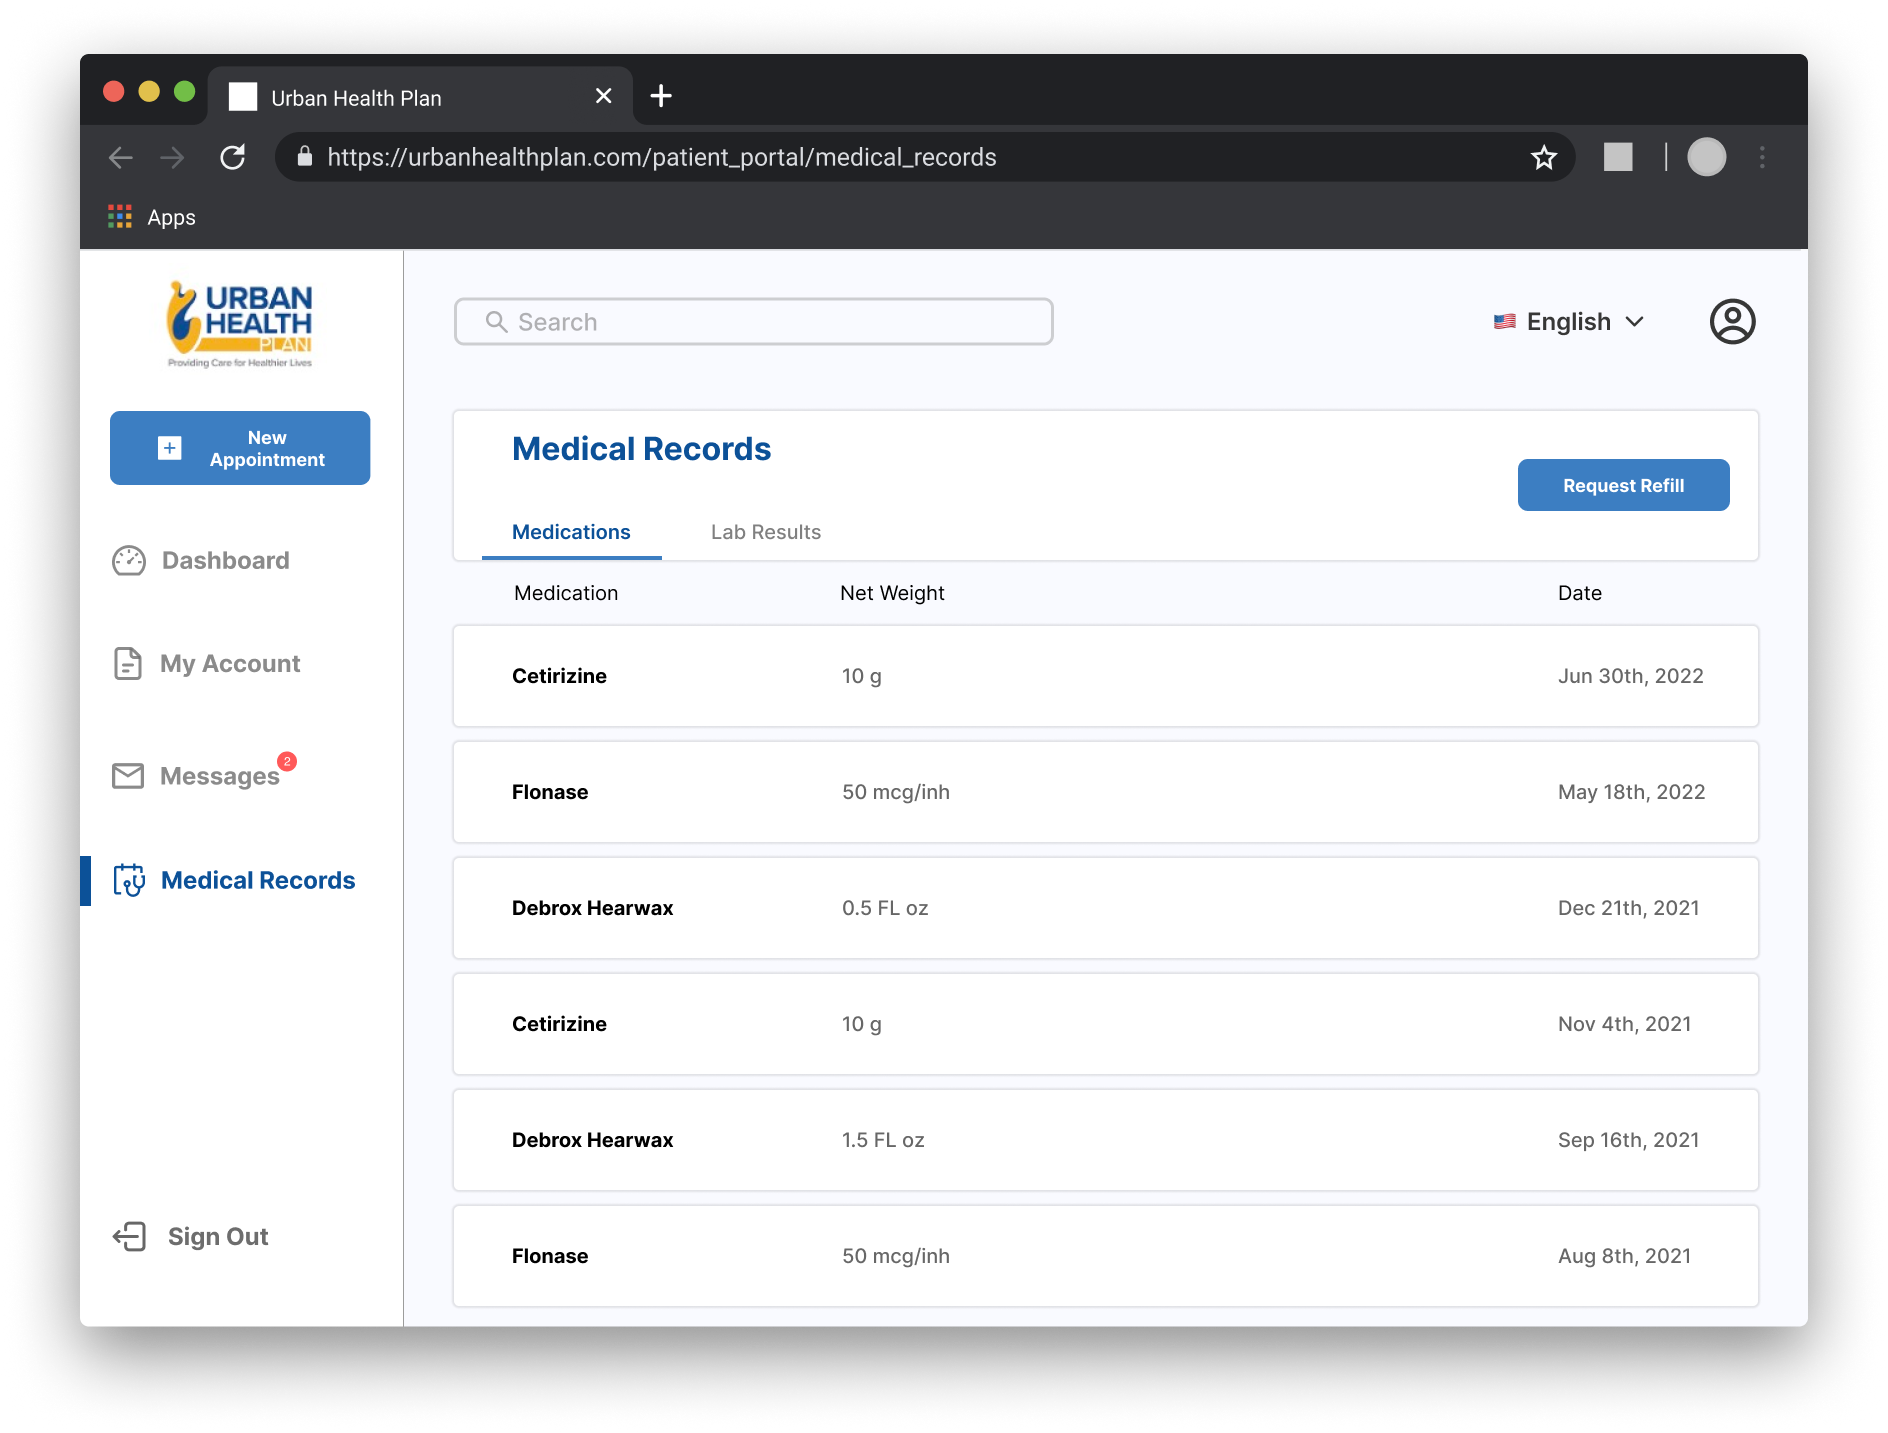 Urban Health Plan
https://urbanhealthplan.com/patient_portal/medical_records
Apps
URBAN
HEALTH
PLAN
Providing Care for Healthier Lives
New
Appointment
Dashboard
My Account
Messages
2
Medical Records
Sign Out
Search
English
Medical Records
Request Refill
Medications Lab Results
Medication Net Weight Date
Cetirizine 10 g Jun 30th, 2022
Flonase 50 mcg/inh May 18th, 2022
Debrox Hearwax 0.5 FL oz Dec 21th, 2021
Cetirizine 10 g Nov 4th, 2021
Debrox Hearwax 1.5 FL oz Sep 16th, 2021
Flonase 50 mcg/inh Aug 8th, 2021